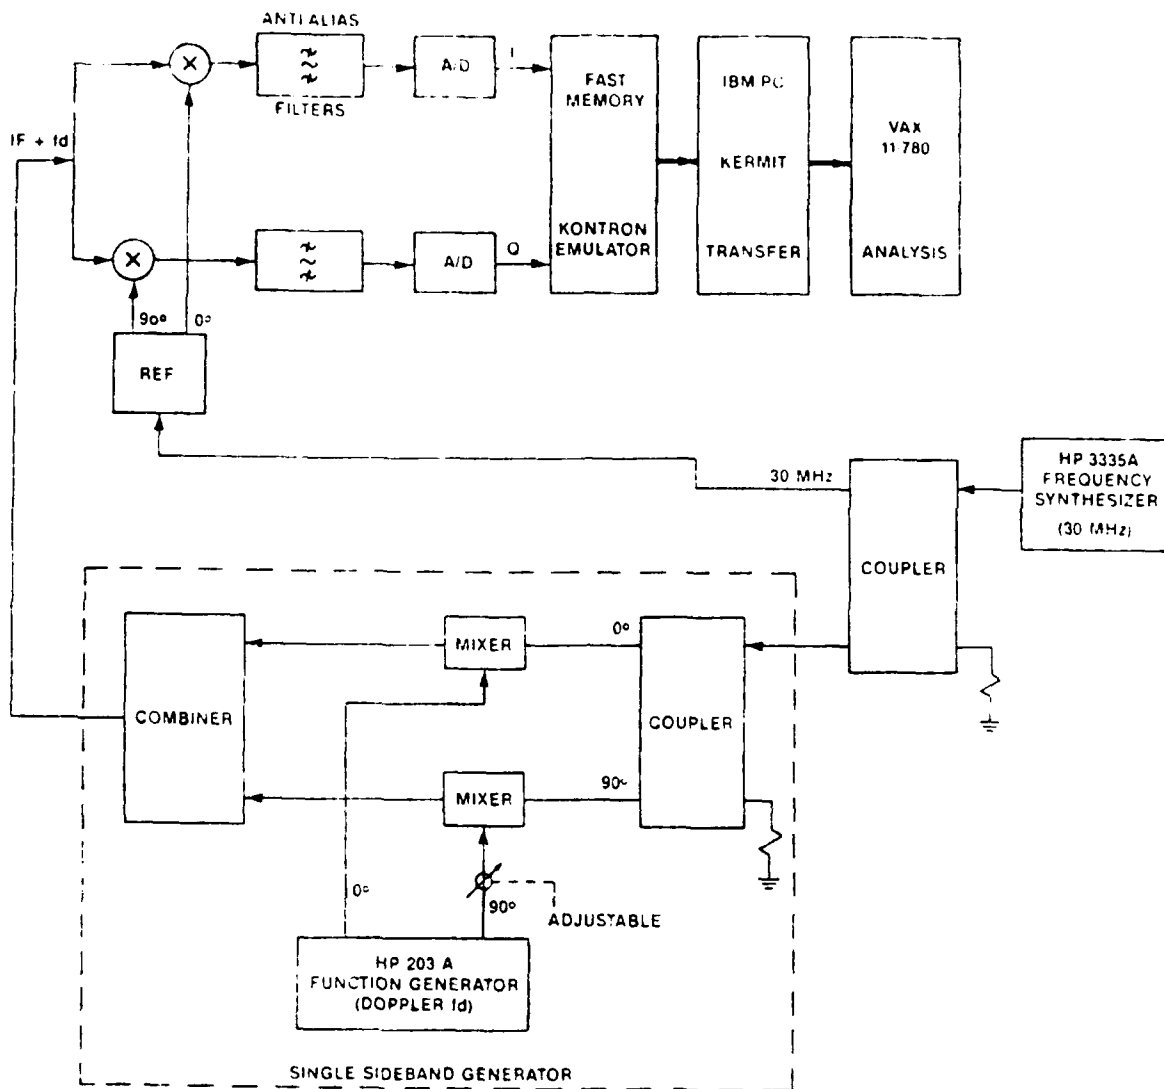 ANTI ALIAS
FILTERS
A/D
I
FAST
MEMORY
KONTRON
EMULATOR
IBM PC
KERMIT
TRANSFER
VAX
11-780
ANALYSIS
IF + fd
A/D
Q
90°
0°
REF
30 MHz
HP 3335A
FREQUENCY
SYNTHESIZER
(30 MHz)
COUPLER
COMBINER
MIXER
0°
COUPLER
MIXER
90°
0°
90°
ADJUSTABLE
HP 203 A
FUNCTION GENERATOR
(DOPPLER fd)
SINGLE SIDEBAND GENERATOR